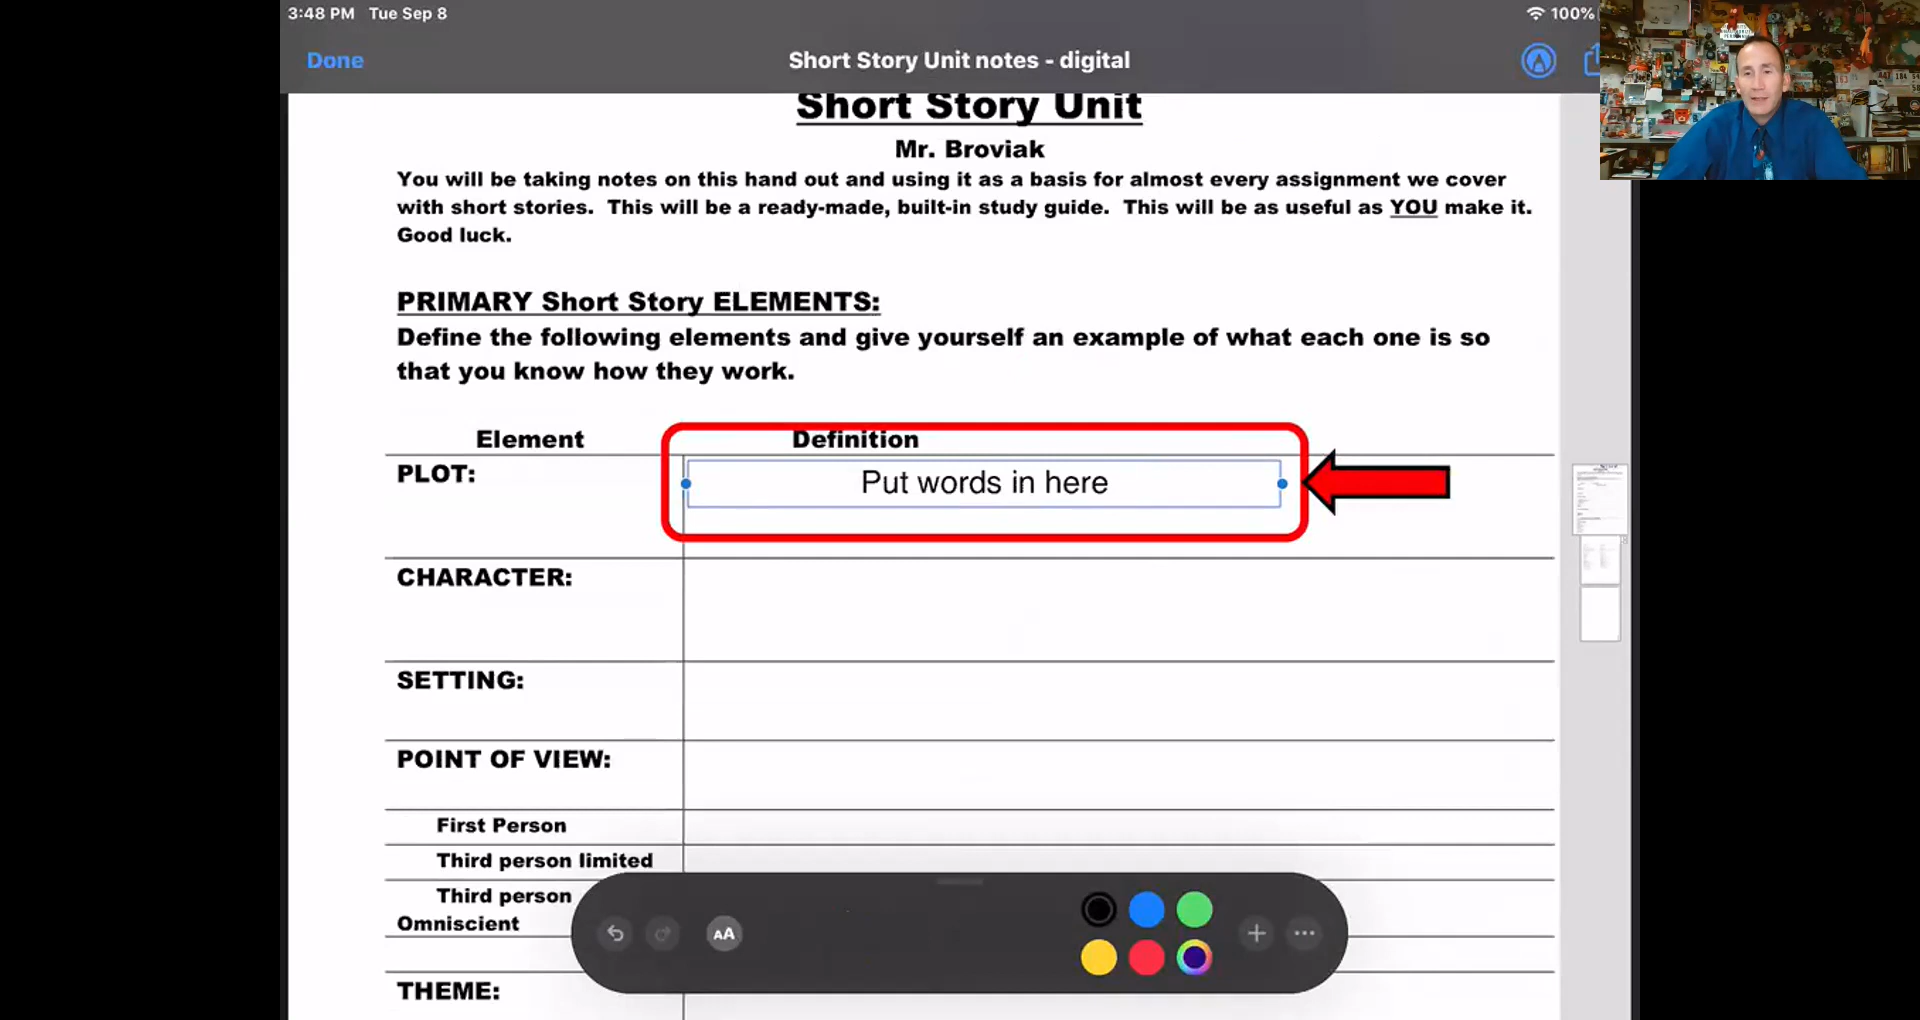 3:48 PM Tue Sep 8
100%
Done
Short Story Unit notes - digital
Short Story Unit
Mr. Broviak
You will be taking notes on this hand out and using it as a basis for almost every assignment we cover
with short stories. This will be a ready-made, built-in study guide. This will be as useful as YOU make it.
Good luck.
PRIMARY Short Story ELEMENTS:
Define the following elements and give yourself an example of what each one is so
that you know how they work.
Element Definition
PLOT: Put words in here
CHARACTER:
SETTING:
POINT OF VIEW:
First Person
Third person limited
Third person
Omniscient
AA
THEME: